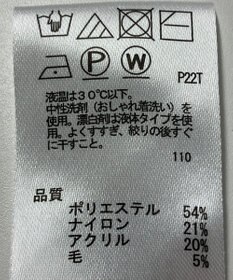 P W
P22T
液温は30℃以下。
中性洗剤(おしゃれ着洗い)を
使用。漂白剤は液体タイプを使
用。よくすすぎ、絞りの後すぐ
に干す。
110
品質
ポリエステル 54%
ナイロン 21%
アクリル 20%
毛 5%